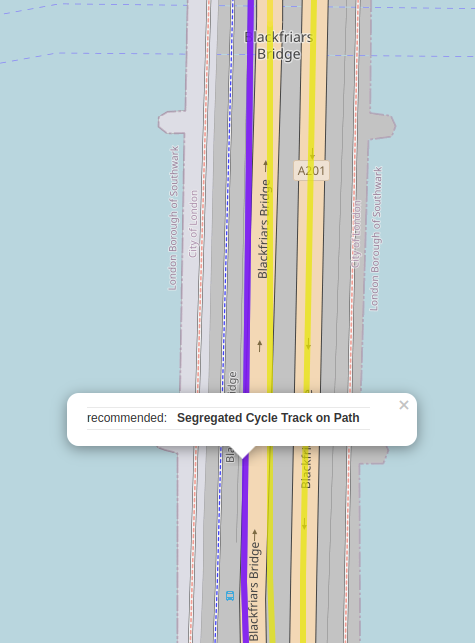 Blackfriars
Bridge
A201
London Borough of Southwark
City of London
Blackfriars Bridge
City of London
London Borough of Southwark
recommended: Segregated Cycle Track on Path ×
Blackfriars Bridge